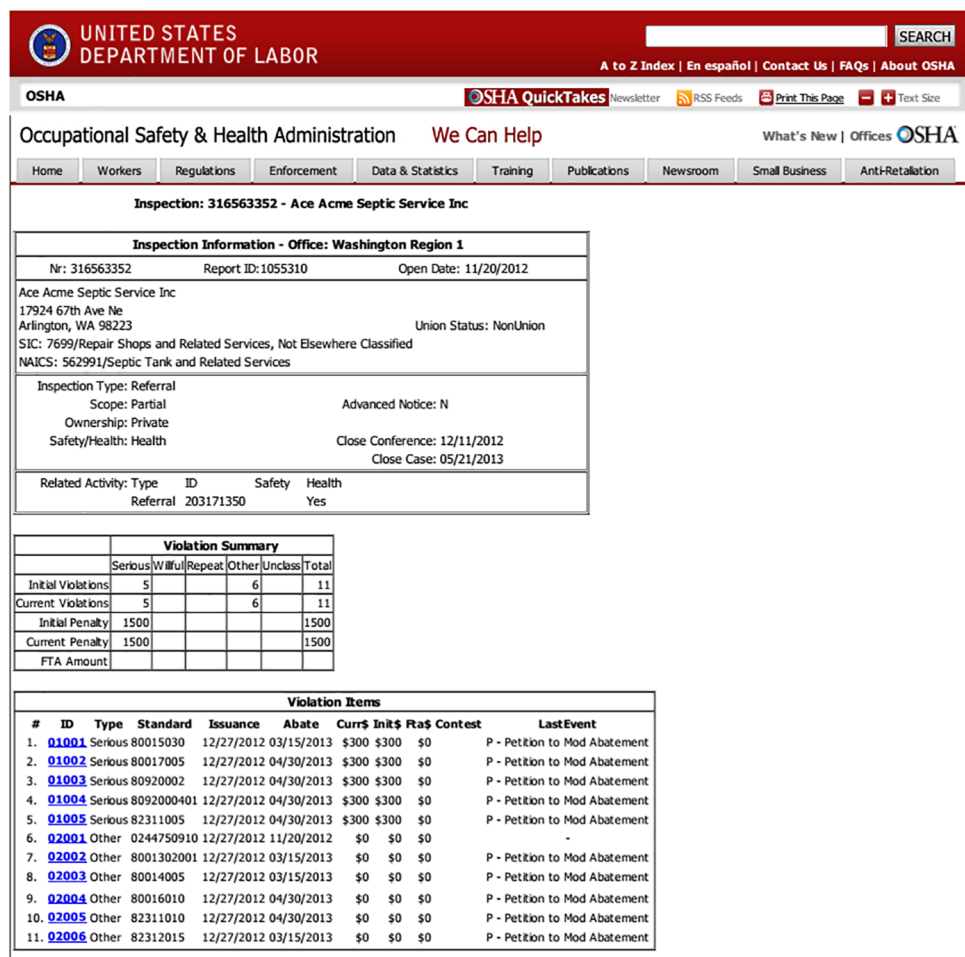 UNITED STATES
DEPARTMENT OF LABOR
SEARCH
A to Z Index | En español | Contact Us | FAQs | About OSHA
OSHA
OSHA QuickTakes Newsletter RSS Feeds Print This Page Text Size
Occupational Safety & Health Administration We Can Help
What's New | Offices OSHA
Home Workers Regulations Enforcement Data & Statistics Training Publications Newsroom Small Business Anti-Retaliation
Inspection: 316563352 - Ace Acme Septic Service Inc
Inspection Information - Office: Washington Region 1
Nr: 316563352 Report ID:1055310 Open Date: 11/20/2012
Ace Acme Septic Service Inc
17924 67th Ave Ne
Arlington, WA 98223 Union Status: NonUnion
SIC: 7699/Repair Shops and Related Services, Not Elsewhere Classified
NAICS: 562991/Septic Tank and Related Services
Inspection Type: Referral
Scope: Partial Advanced Notice: N
Ownership: Private
Safety/Health: Health Close Conference: 12/11/2012
Close Case: 05/21/2013
Related Activity: Type ID Safety Health
Referral 203171350 Yes
Violation Summary
Serious Willful Repeat Other Unclass Total
Initial Violations 5 6 11
Current Violations 5 6 11
Initial Penalty 1500 1500
Current Penalty 1500 1500
FTA Amount
Violation Items
# ID Type Standard Issuance Abate Curr$ Init$ Fta$ Contest LastEvent
1. 01001 Serious 80015030 12/27/2012 03/15/2013 $300 $300 $0 P - Petition to Mod Abatement
2. 01002 Serious 80017005 12/27/2012 04/30/2013 $300 $300 $0 P - Petition to Mod Abatement
3. 01003 Serious 80920002 12/27/2012 04/30/2013 $300 $300 $0 P - Petition to Mod Abatement
4. 01004 Serious 8092000401 12/27/2012 04/30/2013 $300 $300 $0 P - Petition to Mod Abatement
5. 01005 Serious 82311005 12/27/2012 04/30/2013 $300 $300 $0 P - Petition to Mod Abatement
6. 02001 Other 0244750910 12/27/2012 11/20/2012 $0 $0 $0 -
7. 02002 Other 8001302001 12/27/2012 03/15/2013 $0 $0 $0 P - Petition to Mod Abatement
8. 02003 Other 80014005 12/27/2012 03/15/2013 $0 $0 $0 P - Petition to Mod Abatement
9. 02004 Other 80016010 12/27/2012 04/30/2013 $0 $0 $0 P - Petition to Mod Abatement
10. 02005 Other 82311010 12/27/2012 04/30/2013 $0 $0 $0 P - Petition to Mod Abatement
11. 02006 Other 82312015 12/27/2012 03/15/2013 $0 $0 $0 P - Petition to Mod Abatement